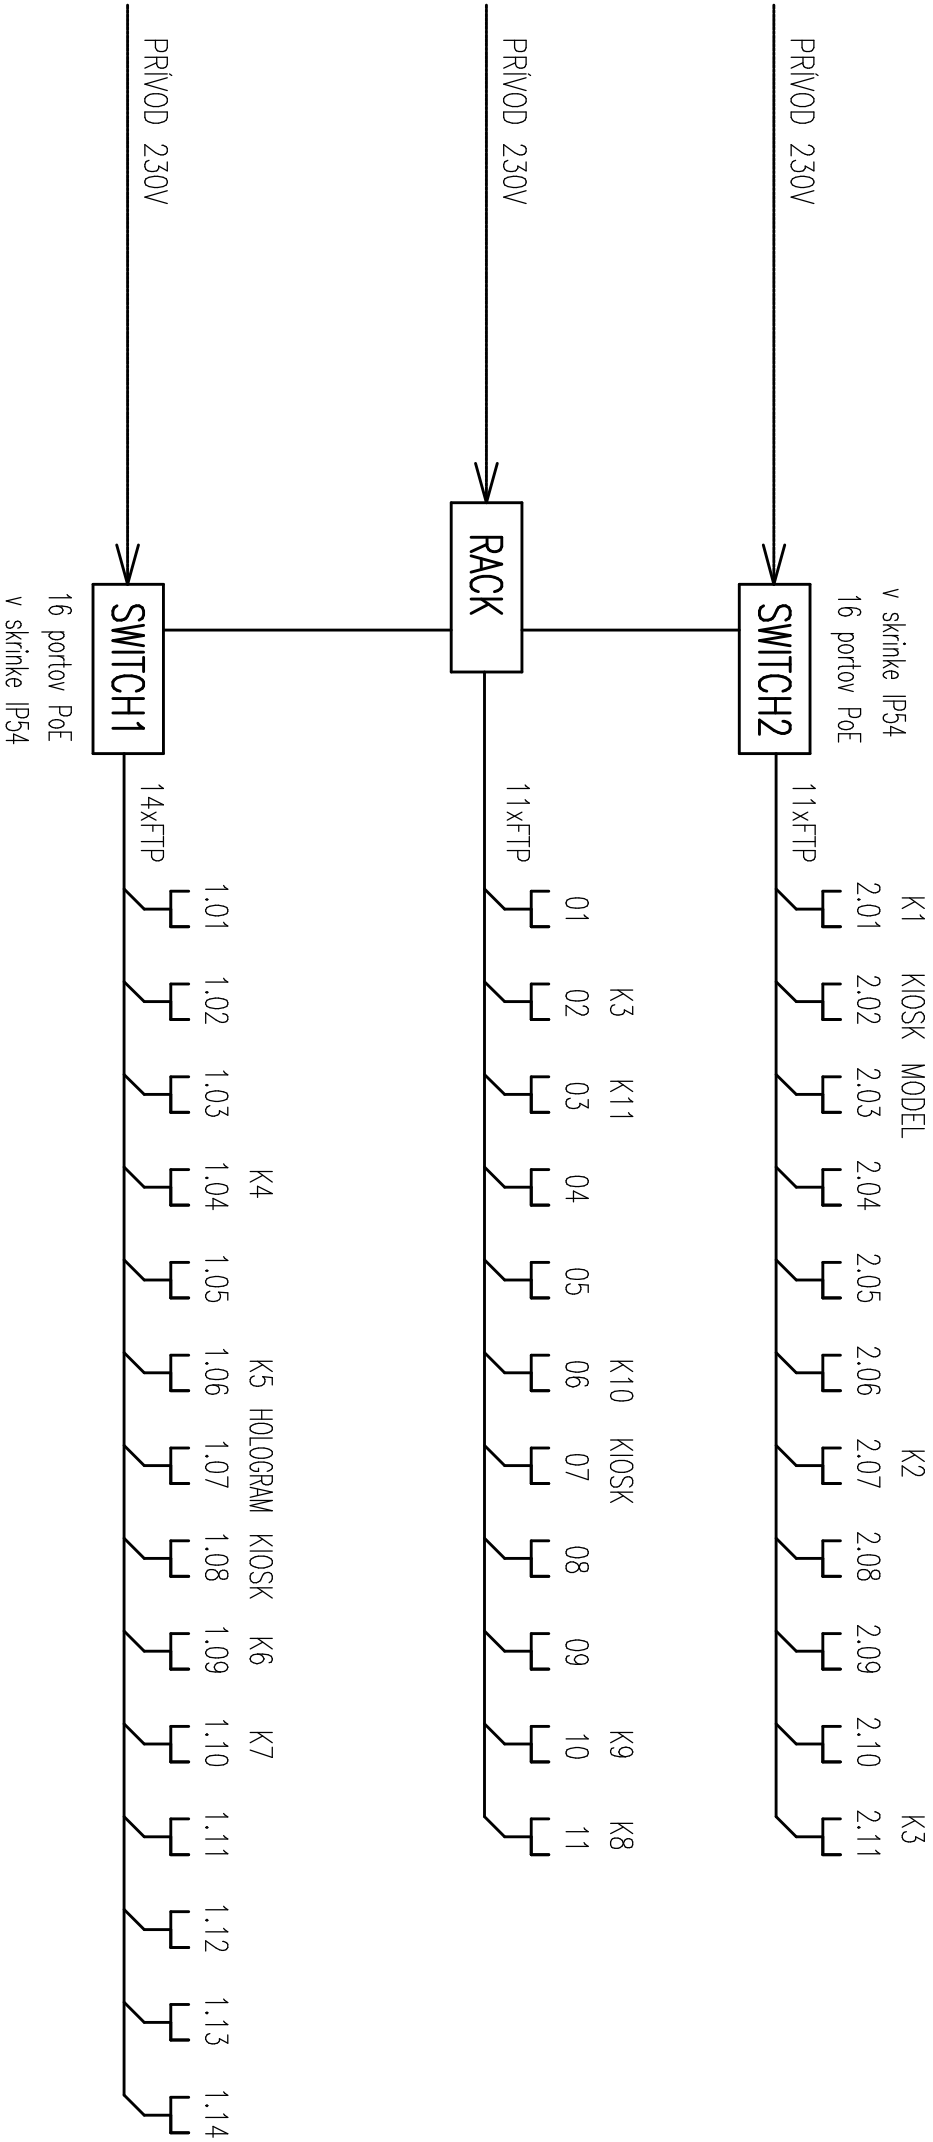 K1 KIOSK MODEL K2 K3
v skrinke IP54
2.01 2.02 2.03 2.04 2.05 2.06 2.07 2.08 2.09 2.10 2.11
16 portov PoE
PRÍVOD 230V
11xFTP
SWITCH2
K3 K11 K10 KIOSK K9 K8
01 02 03 04 05 06 07 08 09 10 11
PRÍVOD 230V
11xFTP
RACK
K4 K5 HOLOGRAM KIOSK K6 K7
1.01 1.02 1.03 1.04 1.05 1.06 1.07 1.08 1.09 1.10 1.11 1.12 1.13 1.14
PRÍVOD 230V
14xFTP
SWITCH1
16 portov PoE
v skrinke IP54